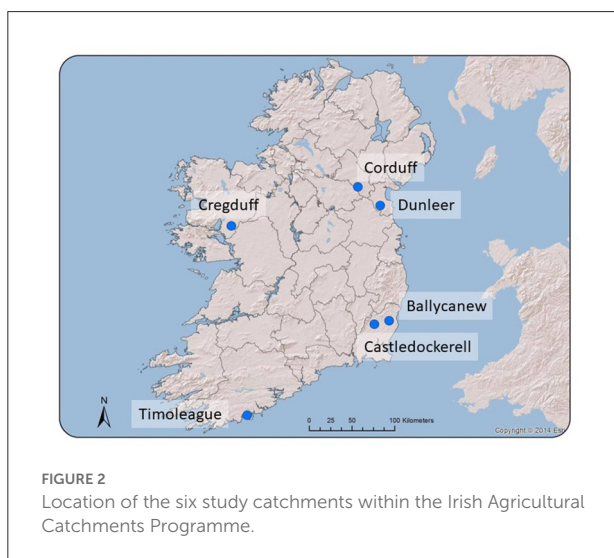 Corduff
Cregduff
Dunleer
Ballycanew
Castledockerell
Timoleague
N
0 25 50 75 100 Kilometers
Copyright © 2014 Esri
FIGURE 2
Location of the six study catchments within the Irish Agricultural
Catchments Programme.